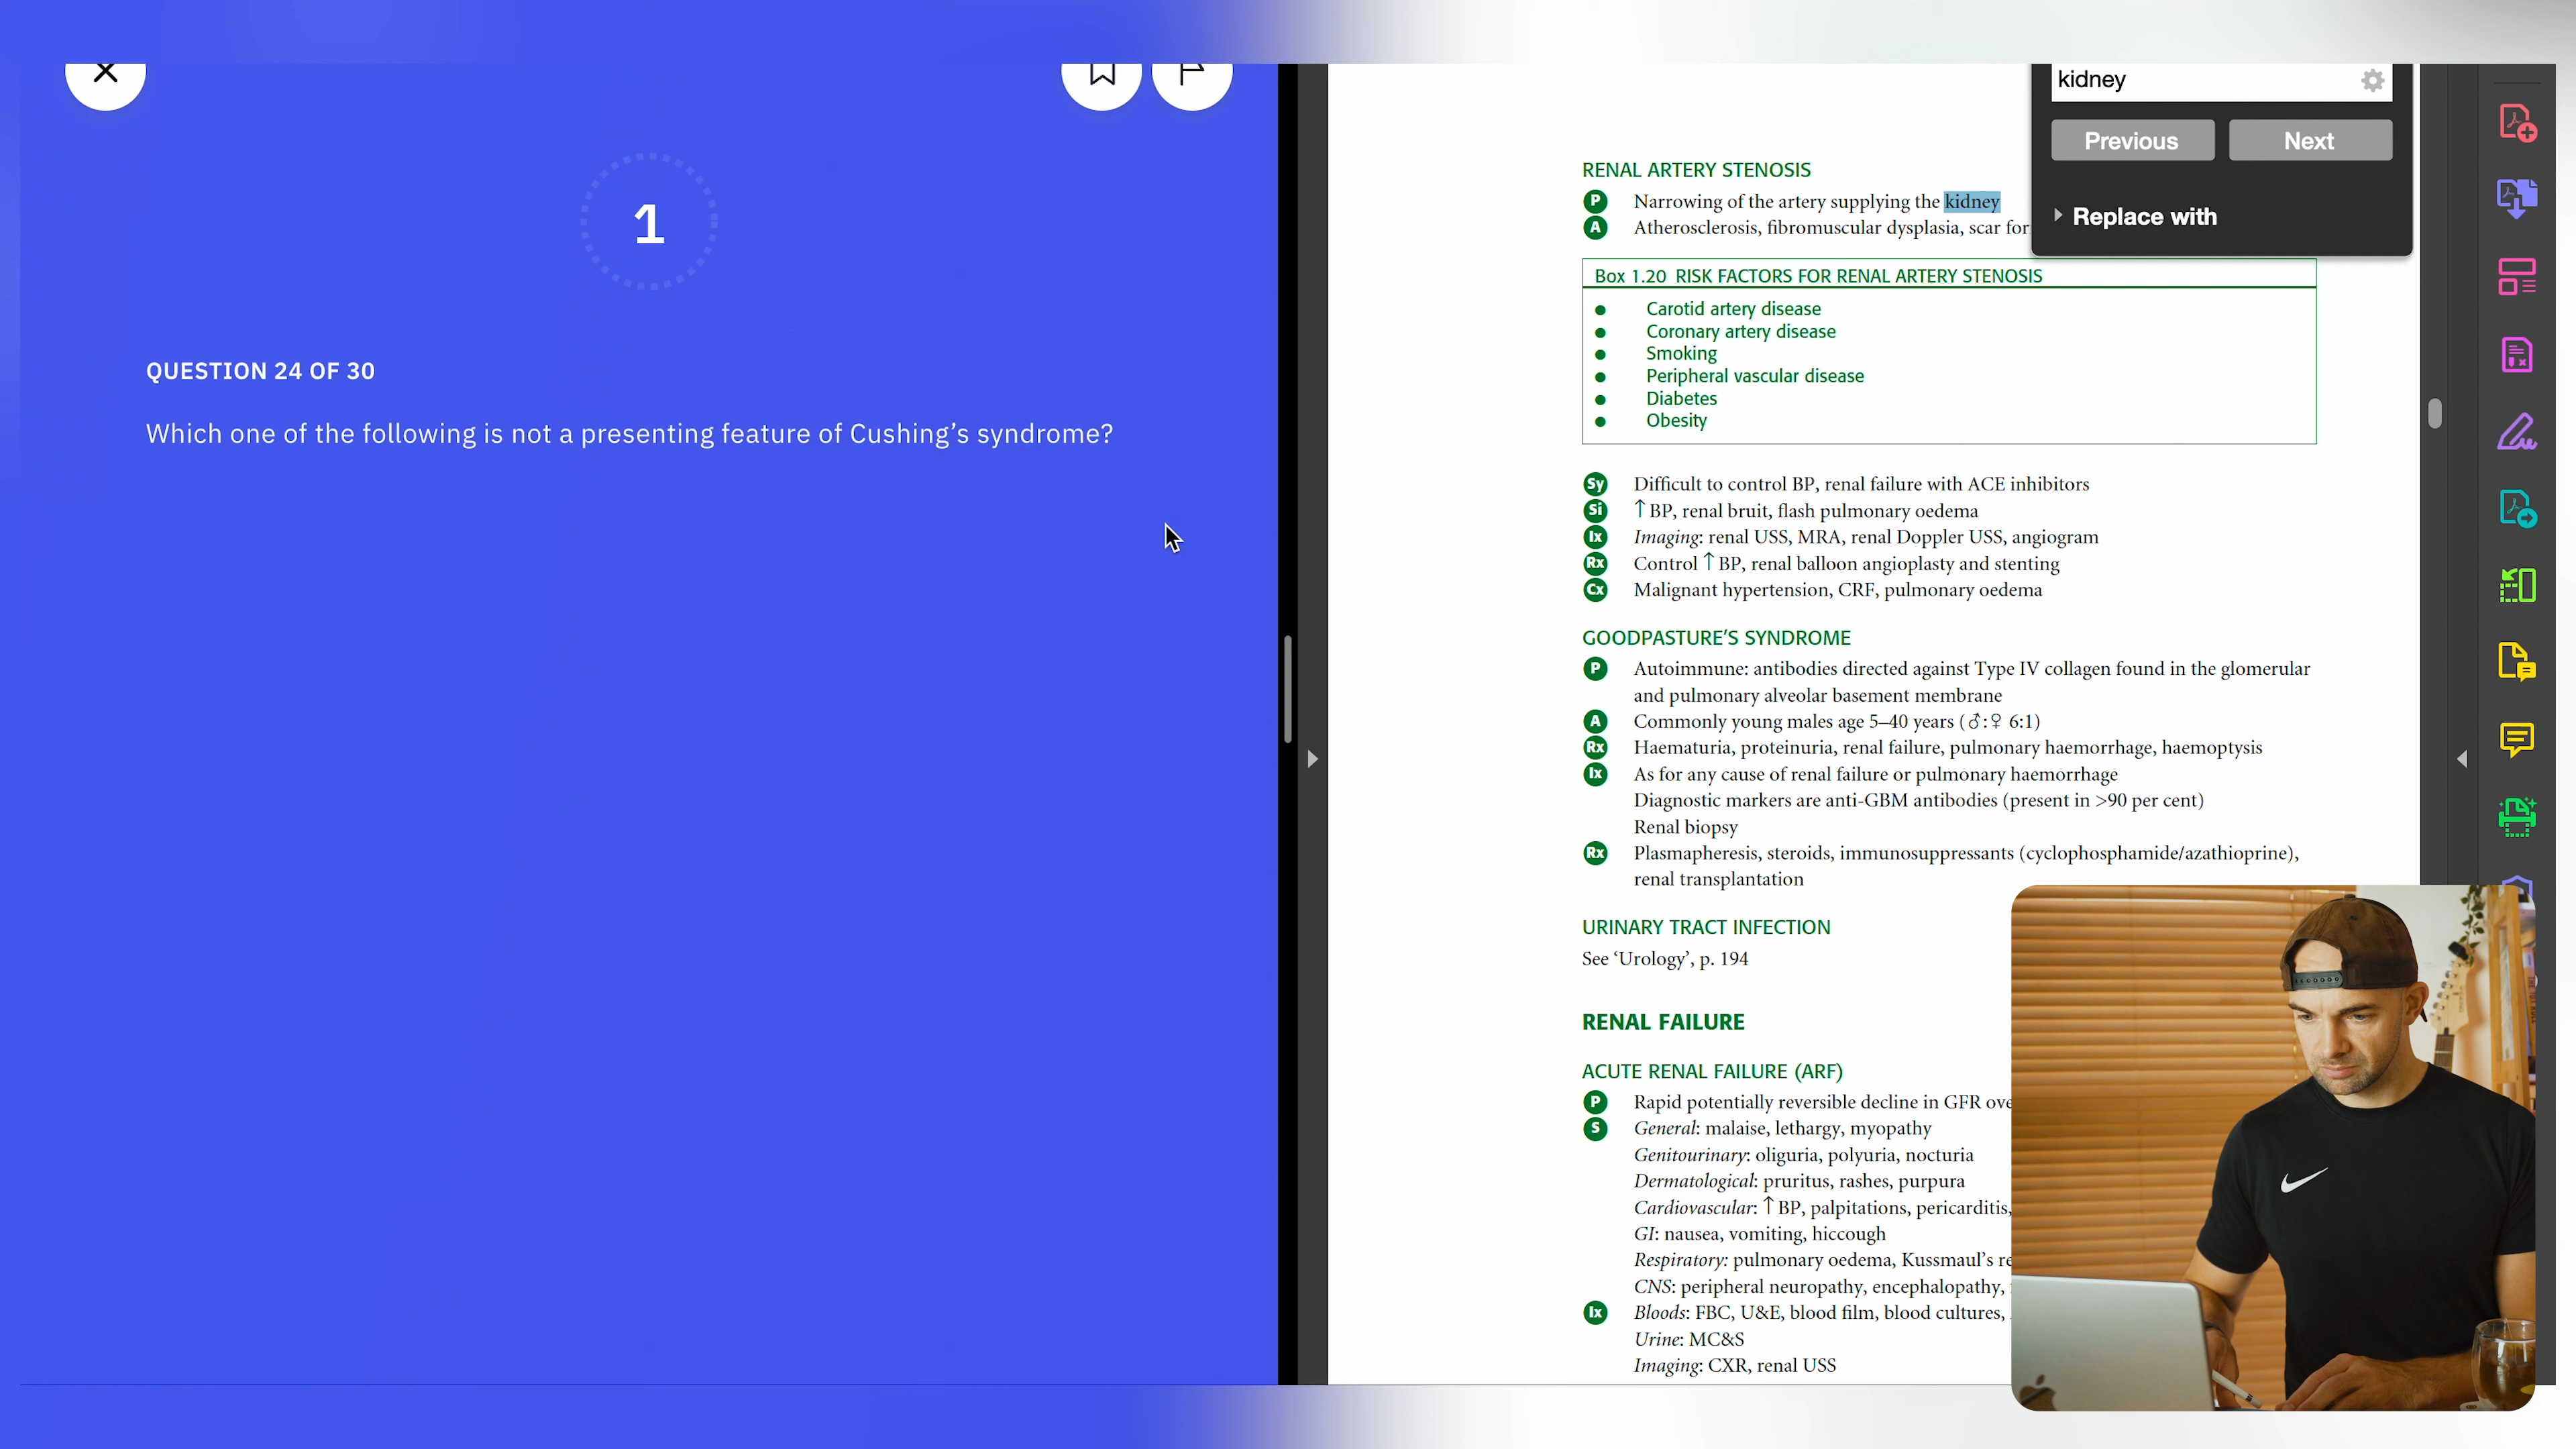 1
QUESTION 24 OF 30
Which one of the following is not a presenting feature of Cushing’s syndrome?
kidney
Previous
Next
Replace with
RENAL ARTERY STENOSIS
P Narrowing of the artery supplying the kidney
A Atherosclerosis, fibromuscular dysplasia, scar for
Box 1.20 RISK FACTORS FOR RENAL ARTERY STENOSIS
● Carotid artery disease
● Coronary artery disease
● Smoking
● Peripheral vascular disease
● Diabetes
● Obesity
Sy Difficult to control BP, renal failure with ACE inhibitors
Si ↑BP, renal bruit, flash pulmonary oedema
Ix Imaging: renal USS, MRA, renal Doppler USS, angiogram
Rx Control ↑BP, renal balloon angioplasty and stenting
Cx Malignant hypertension, CRF, pulmonary oedema
GOODPASTURE’S SYNDROME
P Autoimmune: antibodies directed against Type IV collagen found in the glomerular
and pulmonary alveolar basement membrane
A Commonly young males age 5–40 years (♂:♀ 6:1)
Rx Haematuria, proteinuria, renal failure, pulmonary haemorrhage, haemoptysis
Ix As for any cause of renal failure or pulmonary haemorrhage
Diagnostic markers are anti-GBM antibodies (present in >90 per cent)
Renal biopsy
Rx Plasmapheresis, steroids, immunosuppressants (cyclophosphamide/azathioprine),
renal transplantation
URINARY TRACT INFECTION
See ‘Urology’, p. 194
RENAL FAILURE
ACUTE RENAL FAILURE (ARF)
P Rapid potentially reversible decline in GFR ove
S General: malaise, lethargy, myopathy
Genitourinary: oliguria, polyuria, nocturia
Dermatological: pruritus, rashes, purpura
Cardiovascular: ↑BP, palpitations, pericarditis,
GI: nausea, vomiting, hiccough
Respiratory: pulmonary oedema, Kussmaul’s re
CNS: peripheral neuropathy, encephalopathy,
Ix Bloods: FBC, U&E, blood film, blood cultures,
Urine: MC&S
Imaging: CXR, renal USS